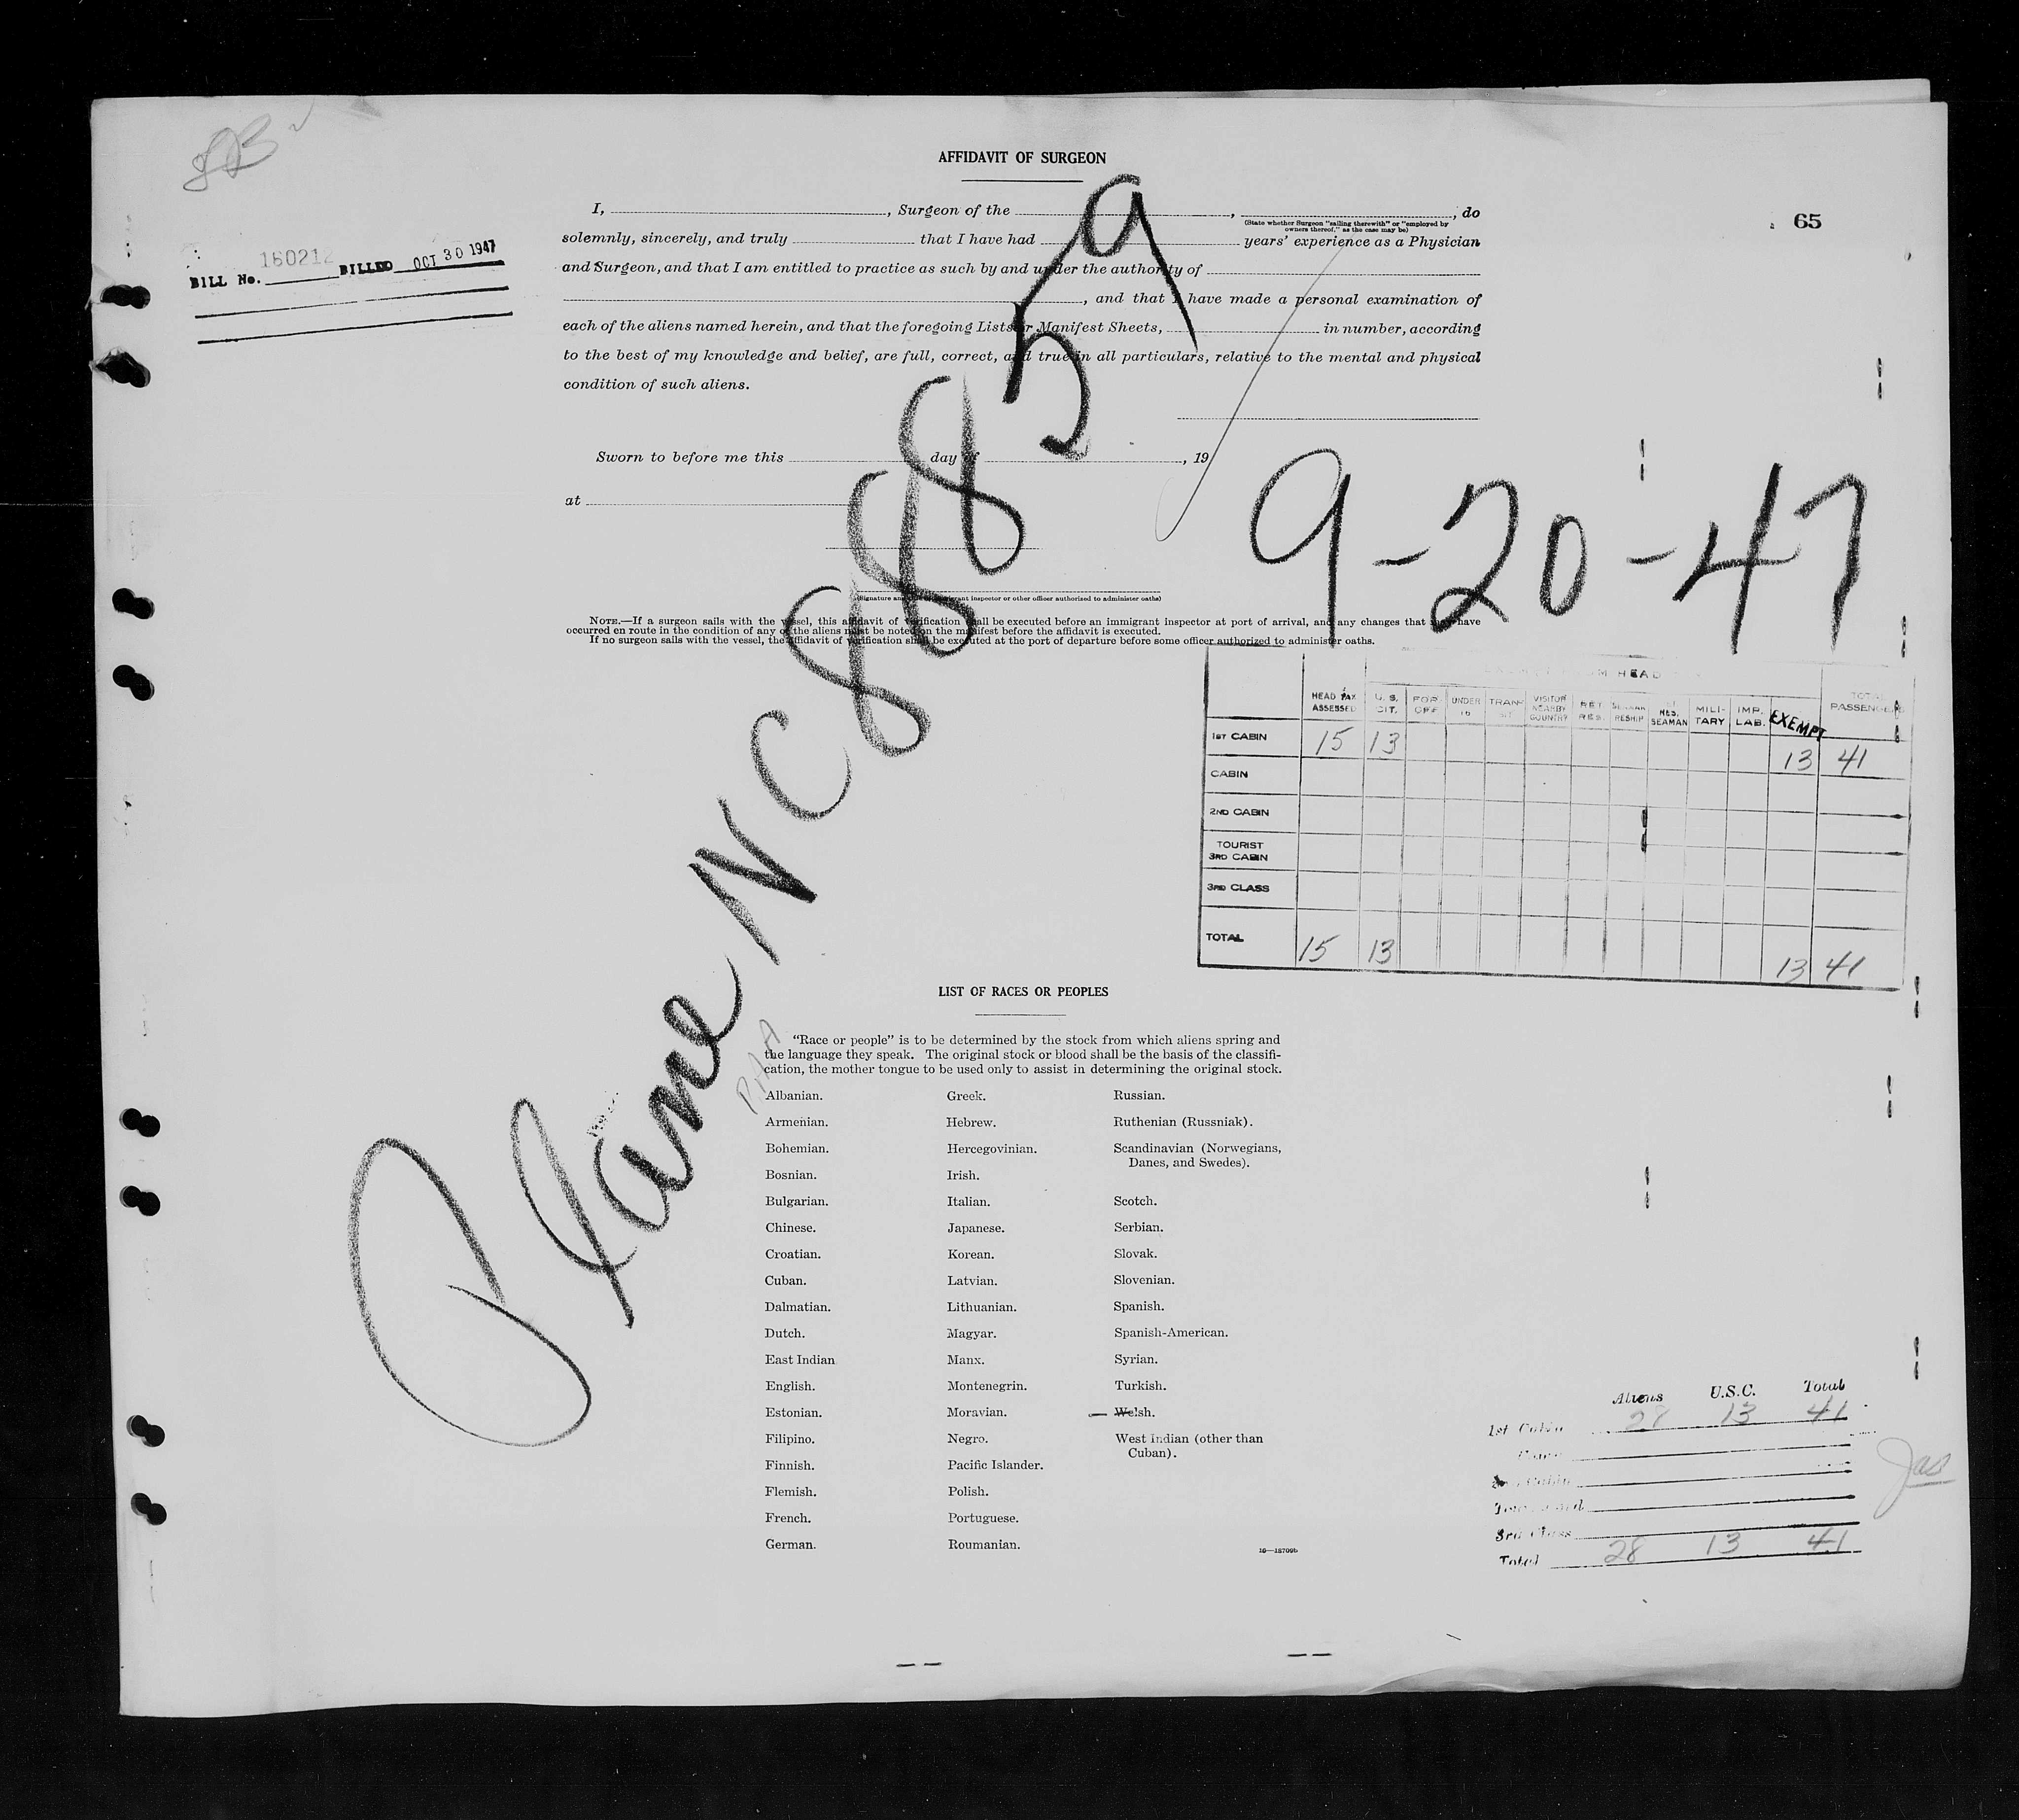 AFFIDAVIT OF SURGEON
65
I, , Surgeon of the , , do
(State whether Surgeon "sailing therewith" or "employed by
owners thereof," as the case may be)
solemnly, sincerely, and truly that I have had years' experience as a Physician
and Surgeon, and that I am entitled to practice as such by and under the authority of
, and that I have made a personal examination of
each of the aliens named herein, and that the foregoing Lists or Manifest Sheets, in number, according
to the best of my knowledge and belief, are full, correct, and true in all particulars, relative to the mental and physical
condition of such aliens.
BILL No. 160212 BILLED OCT 30 1947
Sworn to before me this day of , 19
at
Plane NC88859
9-20-47
immigrant inspector or other officer authorized to administer oaths)
NOTE.—If a surgeon sails with the vessel, this affidavit of verification shall be executed before an immigrant inspector at port of arrival, and any changes that may have
occurred en route in the condition of any of the aliens must be noted on the manifest before the affidavit is executed.
If no surgeon sails with the vessel, the affidavit of verification shall be executed at the port of departure before some officer authorized to administer oaths.
HEAD
HEAD TAX ASSESSED U. S. CIT. FOR OFF UNDER 16 TRANSIT VISITOR NEARBY COUNTRY RET RES. RES. SEAMAN MILITARY IMP. LAB. EXEMPT TOTAL PASSENGERS
1ST CABIN 15 13 13 41
CABIN
2ND CABIN
TOURIST
3RD CABIN
3RD CLASS
TOTAL 15 13 13 41
LIST OF RACES OR PEOPLES
"Race or people" is to be determined by the stock from which aliens spring and
the language they speak. The original stock or blood shall be the basis of the classifi-
cation, the mother tongue to be used only to assist in determining the original stock.
PAA
Albanian.
Armenian.
Bohemian.
Bosnian.
Bulgarian.
Chinese.
Croatian.
Cuban.
Dalmatian.
Dutch.
East Indian
English.
Estonian.
Filipino.
Finnish.
Flemish.
French.
German.
Greek.
Hebrew.
Hercegovinian.
Irish.
Italian.
Japanese.
Korean.
Latvian.
Lithuanian.
Magyar.
Manx.
Montenegrin.
Moravian.
Negro.
Pacific Islander.
Polish.
Portuguese.
Roumanian.
Russian.
Ruthenian (Russniak).
Scandinavian (Norwegians,
Danes, and Swedes).
Scotch.
Serbian.
Slovak.
Slovenian.
Spanish.
Spanish-American.
Syrian.
Turkish.
Welsh.
West Indian (other than
Cuban).
Aliens U.S.C. Total
1st Cabin 28 13 41
Cabin
3rd Class
Total 28 13 41